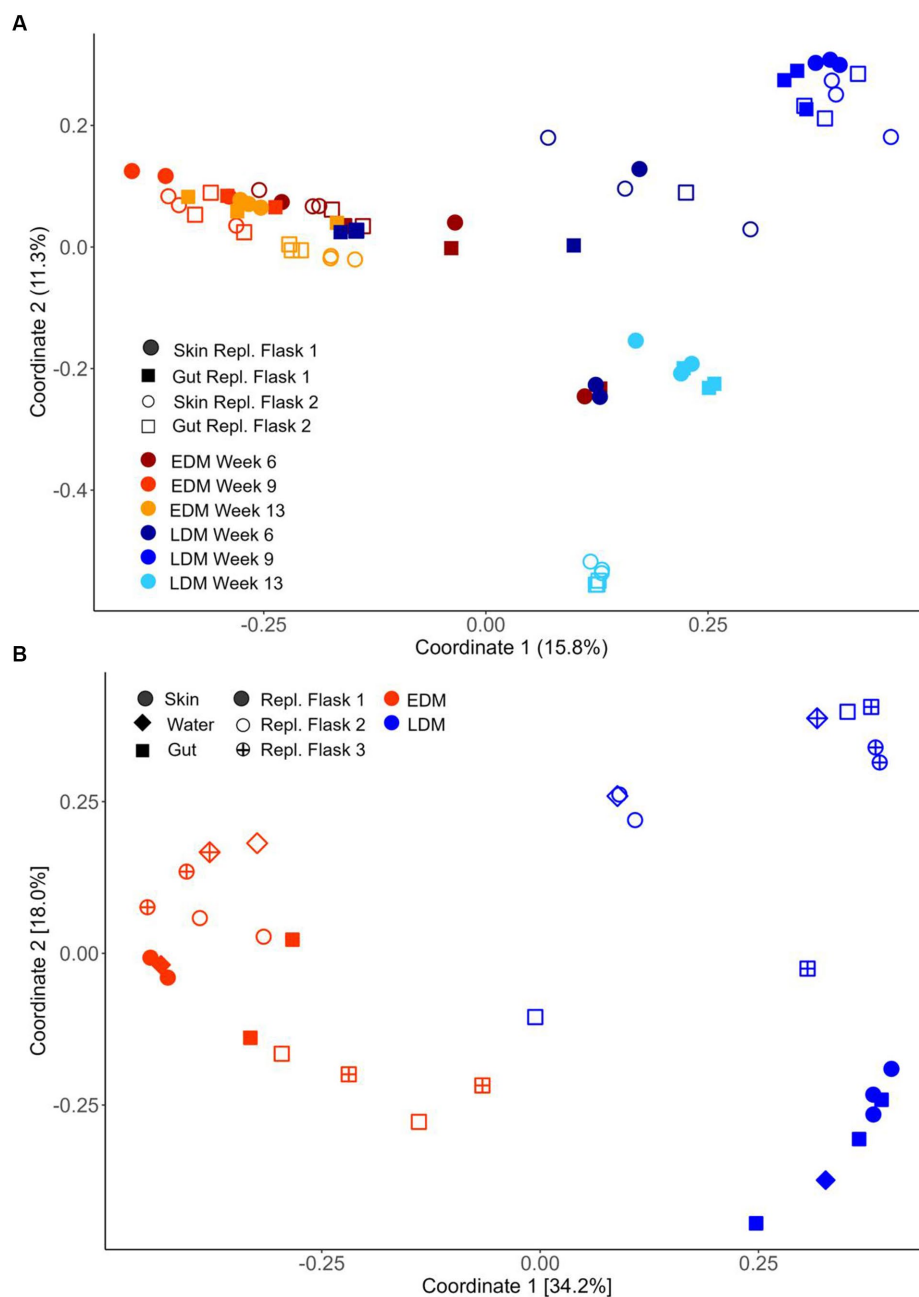 A
0.2
0.0
-0.2
-0.4
Coordinate 2 (11.3%)
Skin Repl. Flask 1
Gut Repl. Flask 1
Skin Repl. Flask 2
Gut Repl. Flask 2
EDM Week 6
EDM Week 9
EDM Week 13
LDM Week 6
LDM Week 9
LDM Week 13
-0.25 0.00 0.25
Coordinate 1 (15.8%)
B
Skin Repl. Flask 1 EDM
Water Repl. Flask 2 LDM
Gut Repl. Flask 3
0.25
0.00
-0.25
Coordinate 2 [18.0%]
-0.25 0.00 0.25
Coordinate 1 [34.2%]